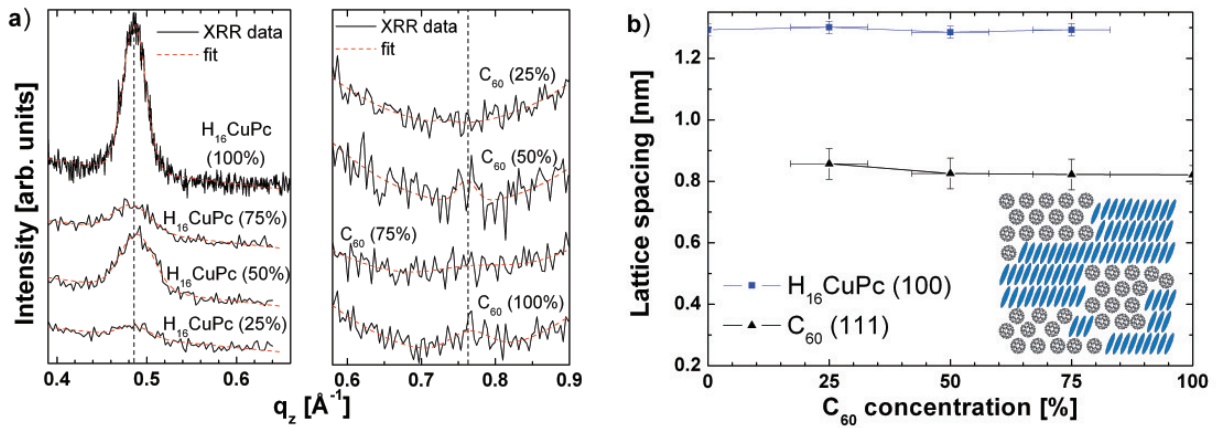 a)
XRR data
fit
H₁₆CuPc
(100%)
H₁₆CuPc (75%)
H₁₆CuPc (50%)
H₁₆CuPc (25%)
0.4 0.5 0.6
Intensity [arb. units]
XRR data
fit
C₆₀ (25%)
C₆₀ (50%)
C₆₀ (75%)
C₆₀ (100%)
0.6 0.7 0.8 0.9
q_z [Å⁻¹]
b)
Lattice spacing [nm]
1.2
1.0
0.8
0.6
0.4
0.2
H₁₆CuPc (100)
C₆₀ (111)
0 25 50 75 100
C₆₀ concentration [%]